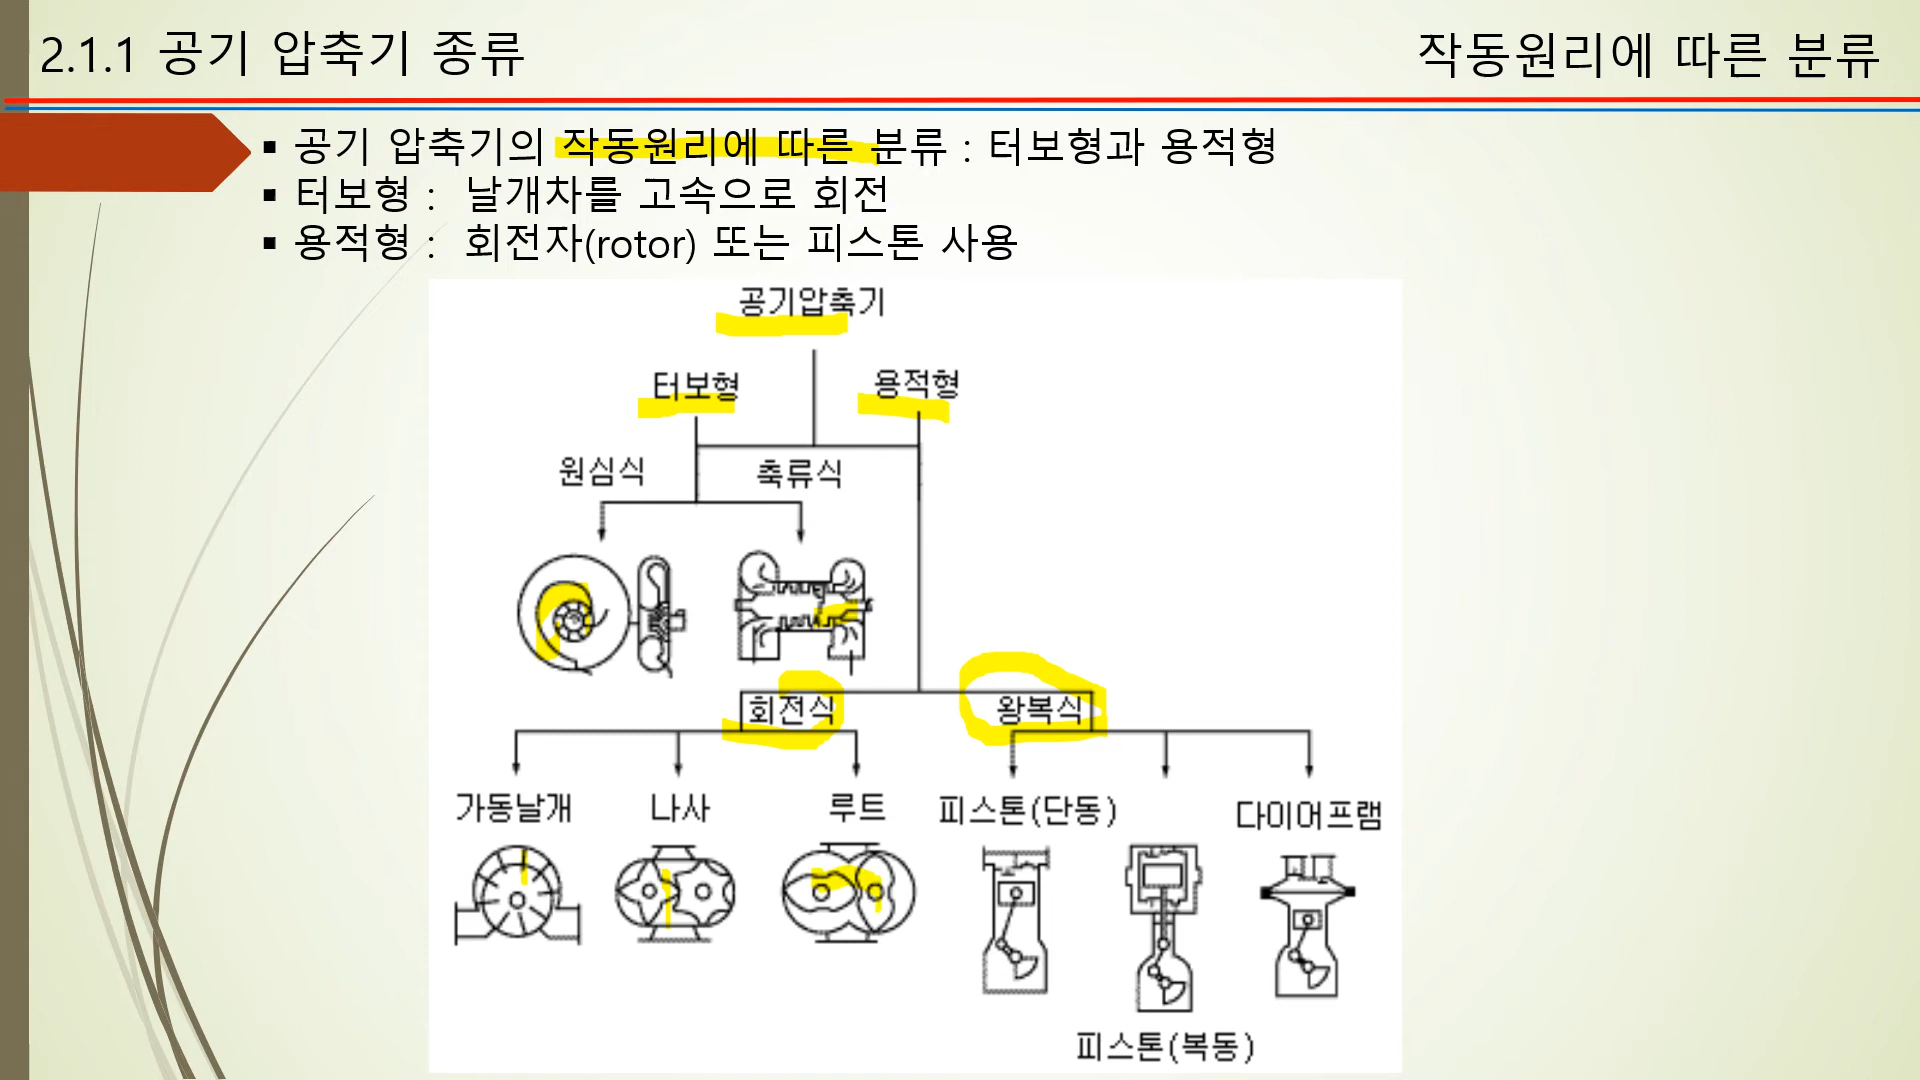 2.1.1 공기 압축기 종류
작동원리에 따른 분류
▪ 공기 압축기의 작동원리에 따른 분류 : 터보형과 용적형
▪ 터보형 : 날개차를 고속으로 회전
▪ 용적형 : 회전자(rotor) 또는 피스톤 사용
공기압축기
터보형
용적형
원심식
축류식
회전식
왕복식
가동날개
나사
루트
피스톤(단동)
다이어프램
피스톤(복동)